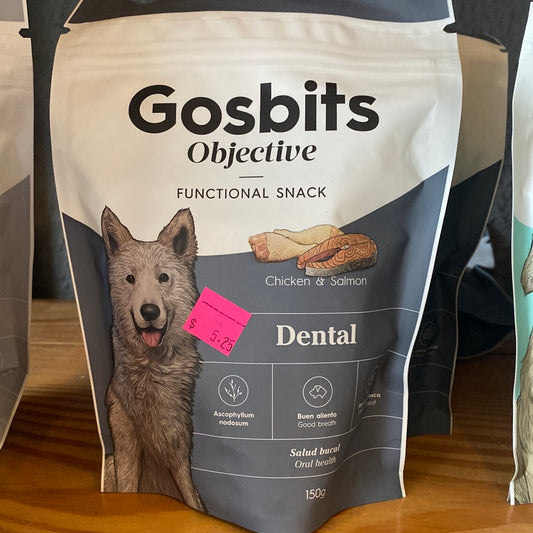 Gosbits
Objective
FUNCTIONAL SNACK
Chicken & Salmon
$ 5.25
Dental
Ascophyllum
nodosum
Buen aliento
Good breath
Salud bucal
Oral health
150g